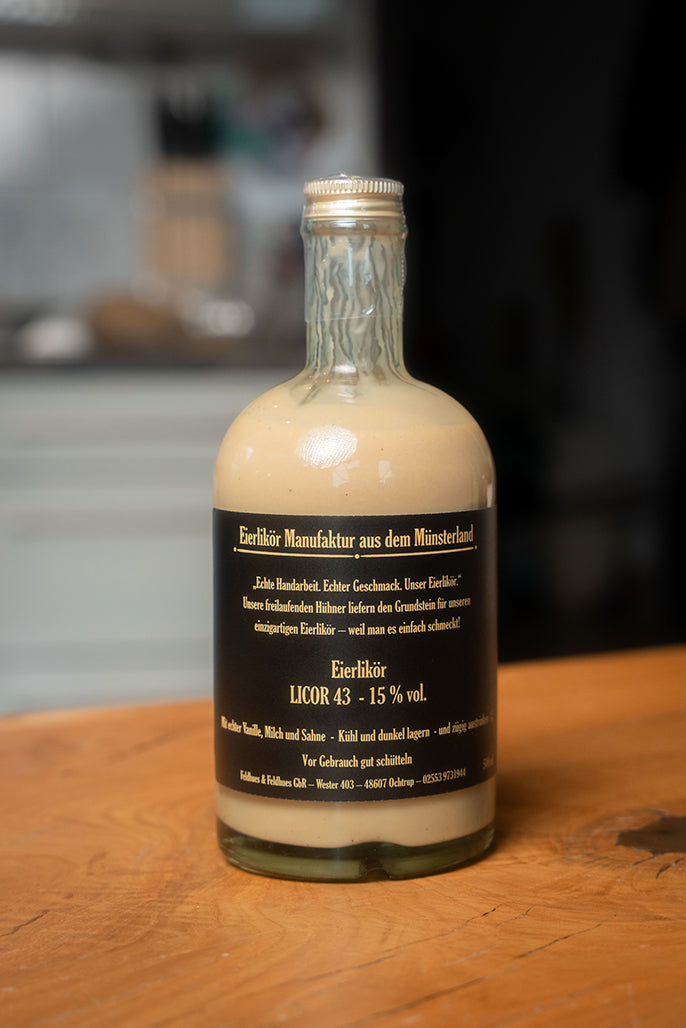 Eierlikör Manufaktur aus dem Münsterland
„Echte Handarbeit. Echter Geschmack. Unser Eierlikör.“
Unsere freilaufenden Hühner liefern den Grundstein für unseren
einzigartigen Eierlikör – weil man es einfach schmeckt!
Eierlikör
LICOR 43 - 15 % vol.
Mit echter Vanille, Milch und Sahne - Kühl und dunkel lagern - und zügig
Vor Gebrauch gut schütteln
500
Feldhues & Feldhues GbR – Wester 403 – 48607 Ochtrup – 02553 9731944